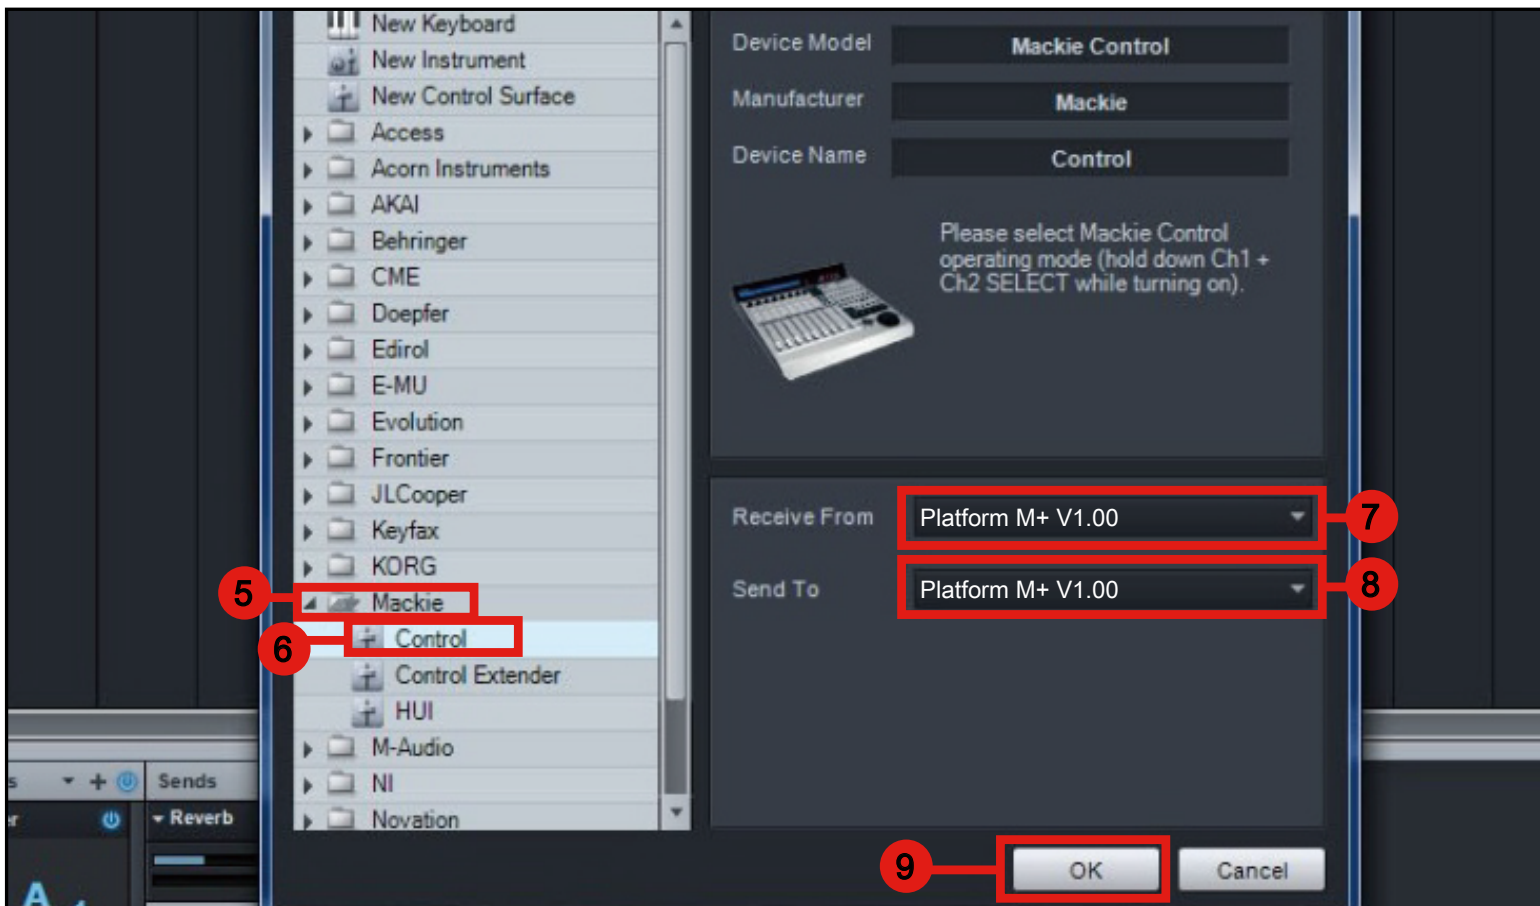 New Keyboard
New Instrument
New Control Surface
Access
Acorn Instruments
AKAI
Behringer
CME
Doepfer
Edirol
E-MU
Evolution
Frontier
JLCooper
Keyfax
KORG
5
Mackie
6
Control
Control Extender
HUI
M-Audio
NI
Novation
Device Model
Mackie Control
Manufacturer
Mackie
Device Name
Control
Please select Mackie Control
operating mode (hold down Ch1 +
Ch2 SELECT while turning on).
Receive From
Platform M+ V1.00
7
Send To
Platform M+ V1.00
8
9
OK
Cancel
Sends
Reverb
A